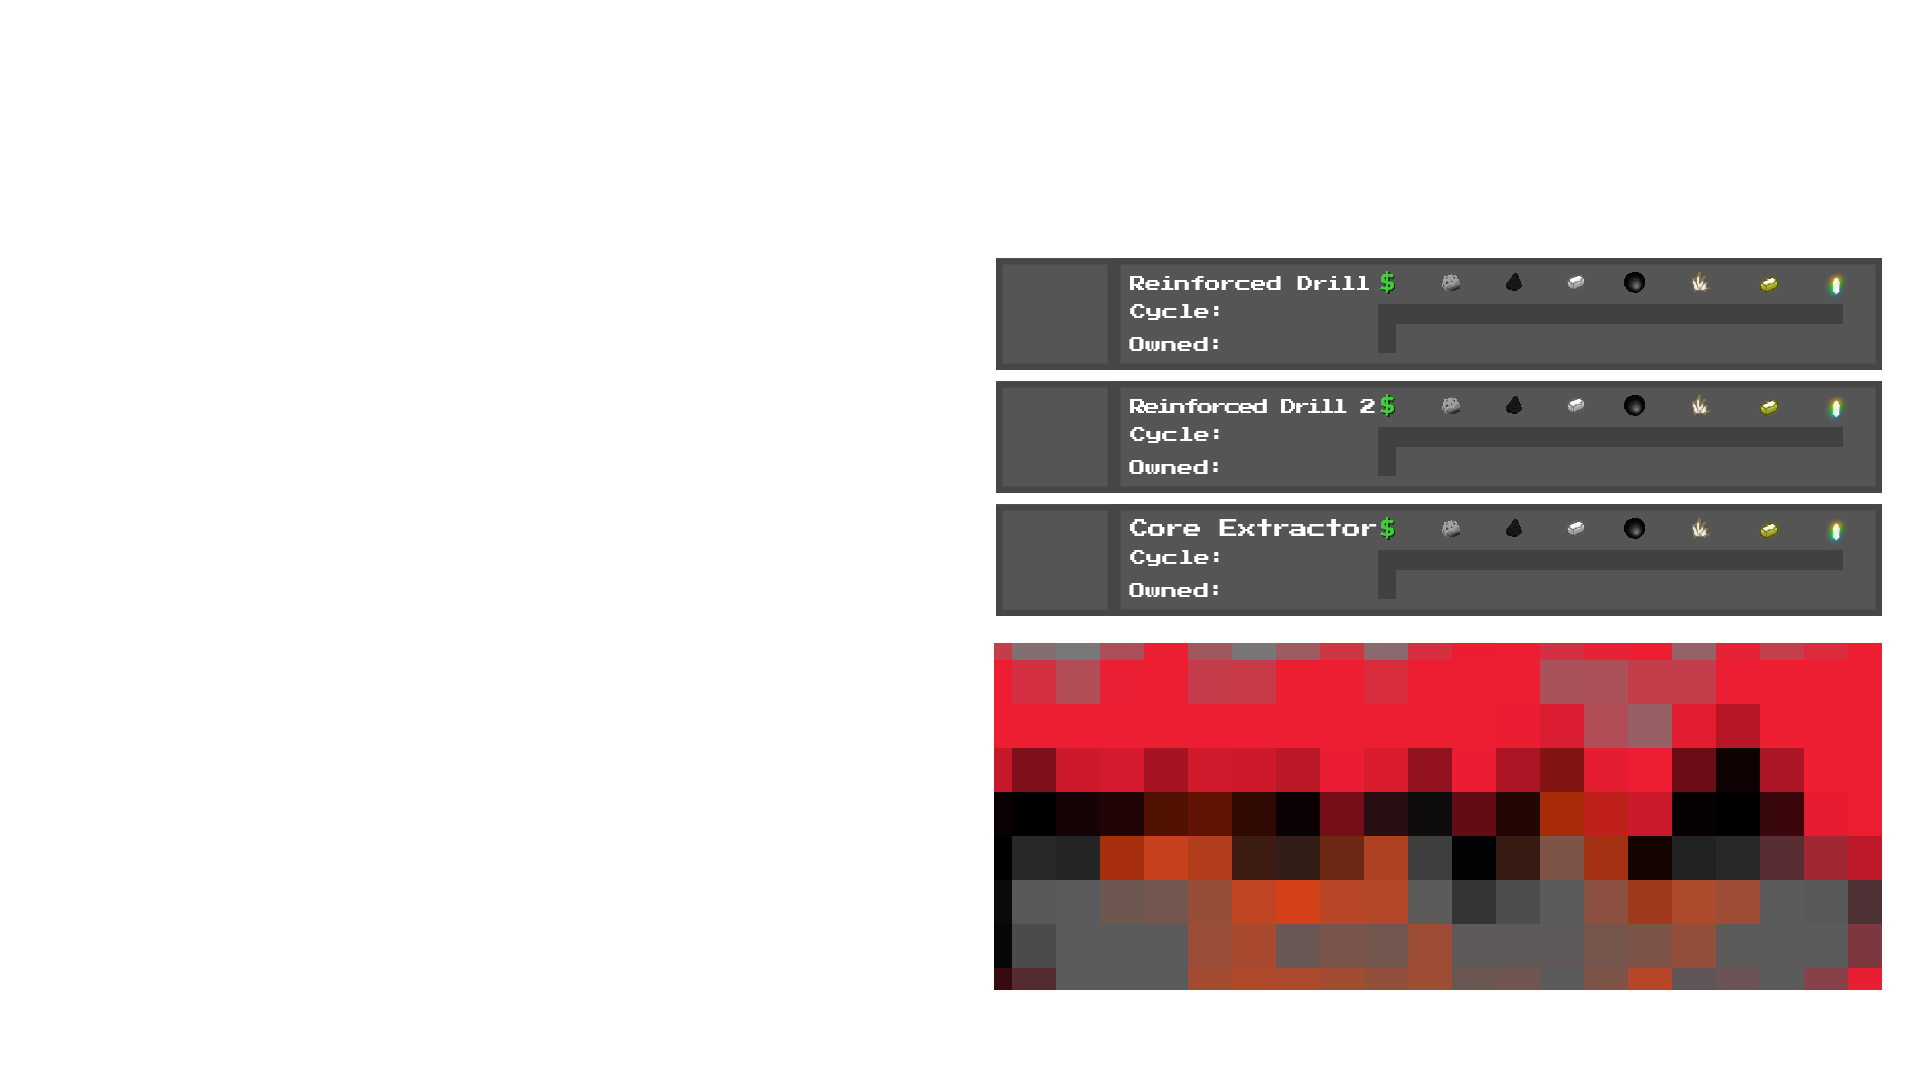 Reinforced Drill $
Cycle:
Owned:
Reinforced Drill 2 $
Cycle:
Owned:
Core Extractor $
Cycle:
Owned: